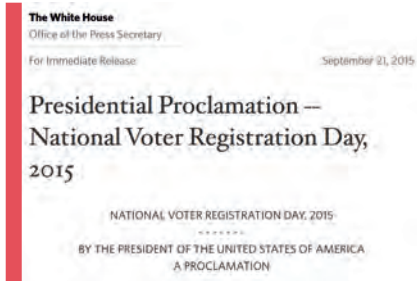 The White House
Office of the Press Secretary
For Immediate Release
September 21, 2015
Presidential Proclamation —
National Voter Registration Day,
2015
NATIONAL VOTER REGISTRATION DAY, 2015
- - - - - - -
BY THE PRESIDENT OF THE UNITED STATES OF AMERICA
A PROCLAMATION